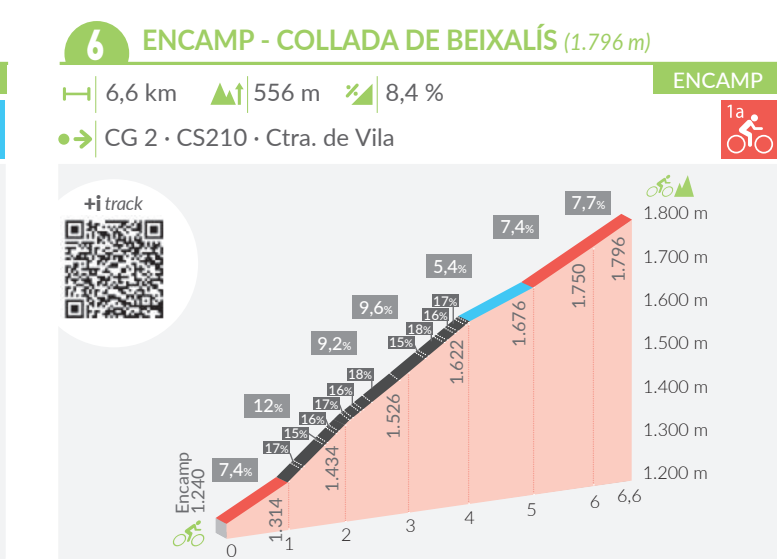 6 ENCAMP - COLLADA DE BEIXALÍS (1.796 m)
6,6 km 556 m 8,4 %
ENCAMP
CG 2 · CS210 · Ctra. de Vila
1a
+i track
7,7%
7,4%
5,4%
9,6%
9,2%
12%
7,4%
17%
16%
18%
15%
18%
16%
17%
16%
15%
17%
1.800 m
1.700 m
1.600 m
1.500 m
1.400 m
1.300 m
1.200 m
Encamp
1.240
1.314
1.434
1.526
1.622
1.676
1.750
1.796
0 1 2 3 4 5 6 6,6